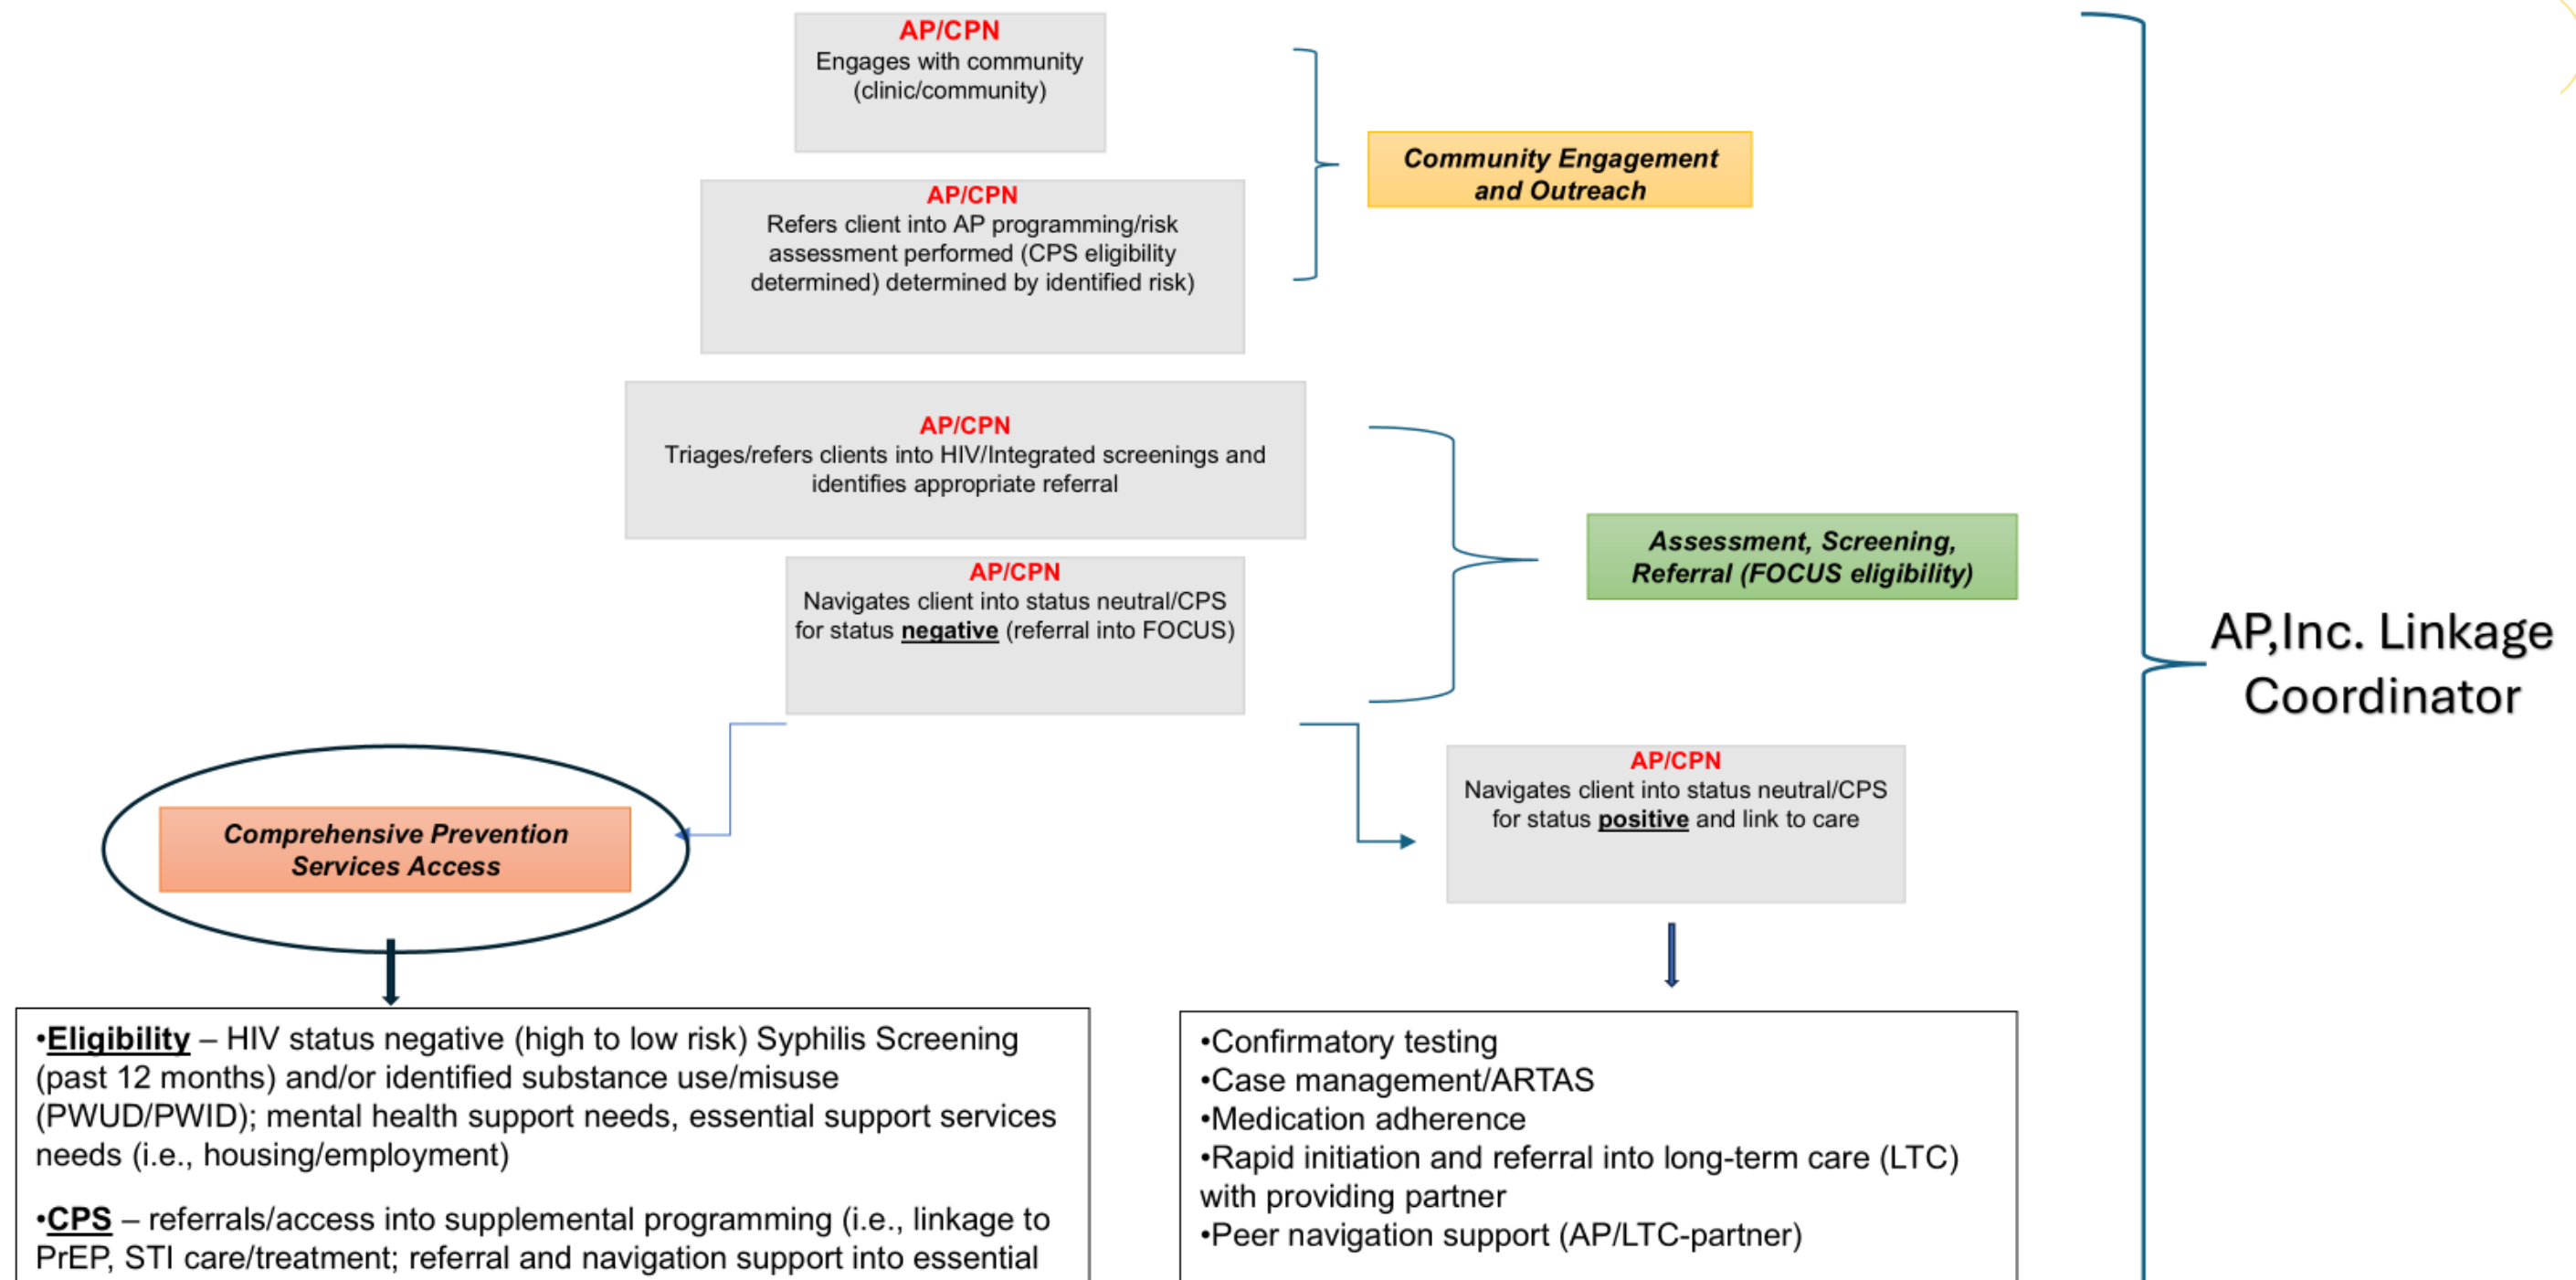 AP/CPN
Engages with community
(clinic/community)
Community Engagement
and Outreach
AP/CPN
Refers client into AP programming/risk
assessment performed (CPS eligibility
determined) determined by identified risk)
AP/CPN
Triages/refers clients into HIV/Integrated screenings and
identifies appropriate referral
Assessment, Screening,
Referral (FOCUS eligibility)
AP/CPN
Navigates client into status neutral/CPS
for status negative (referral into FOCUS)
AP,Inc. Linkage
Coordinator
Comprehensive Prevention
Services Access
AP/CPN
Navigates client into status neutral/CPS
for status positive and link to care
•Eligibility – HIV status negative (high to low risk) Syphilis Screening
(past 12 months) and/or identified substance use/misuse
(PWUD/PWID); mental health support needs, essential support services
needs (i.e., housing/employment)
•CPS – referrals/access into supplemental programming (i.e., linkage to
PrEP, STI care/treatment; referral and navigation support into essential
•Confirmatory testing
•Case management/ARTAS
•Medication adherence
•Rapid initiation and referral into long-term care (LTC)
with providing partner
•Peer navigation support (AP/LTC-partner)